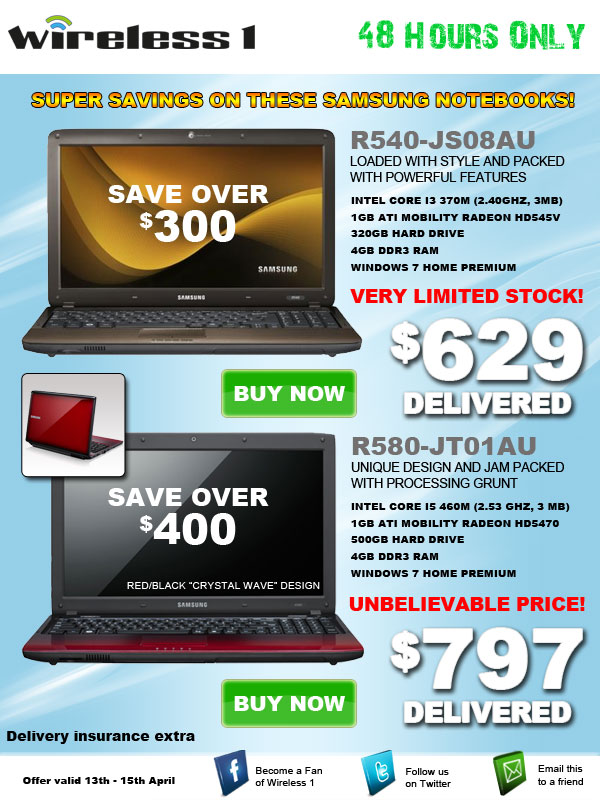 wireless 1
48 Hours Only
SUPER SAVINGS ON THESE SAMSUNG NOTEBOOKS!
R540-JS08AU
LOADED WITH STYLE AND PACKED
WITH POWERFUL FEATURES
INTEL CORE I3 370M (2.40GHZ, 3MB)
1GB ATI MOBILITY RADEON HD545V
320GB HARD DRIVE
4GB DDR3 RAM
WINDOWS 7 HOME PREMIUM
VERY LIMITED STOCK!
$629
DELIVERED
SAVE OVER
$300
SAMSUNG
SAMSUNG
BUY NOW
R580-JT01AU
UNIQUE DESIGN AND JAM PACKED
WITH PROCESSING GRUNT
INTEL CORE I5 460M (2.53 GHZ, 3 MB)
1GB ATI MOBILITY RADEON HD5470
500GB HARD DRIVE
4GB DDR3 RAM
WINDOWS 7 HOME PREMIUM
UNBELIEVABLE PRICE!
$797
DELIVERED
SAVE OVER
$400
RED/BLACK "CRYSTAL WAVE" DESIGN
SAMSUNG
BUY NOW
Delivery insurance extra
Offer valid 13th - 15th April
Become a Fan
of Wireless 1
Follow us
on Twitter
Email this
to a friend